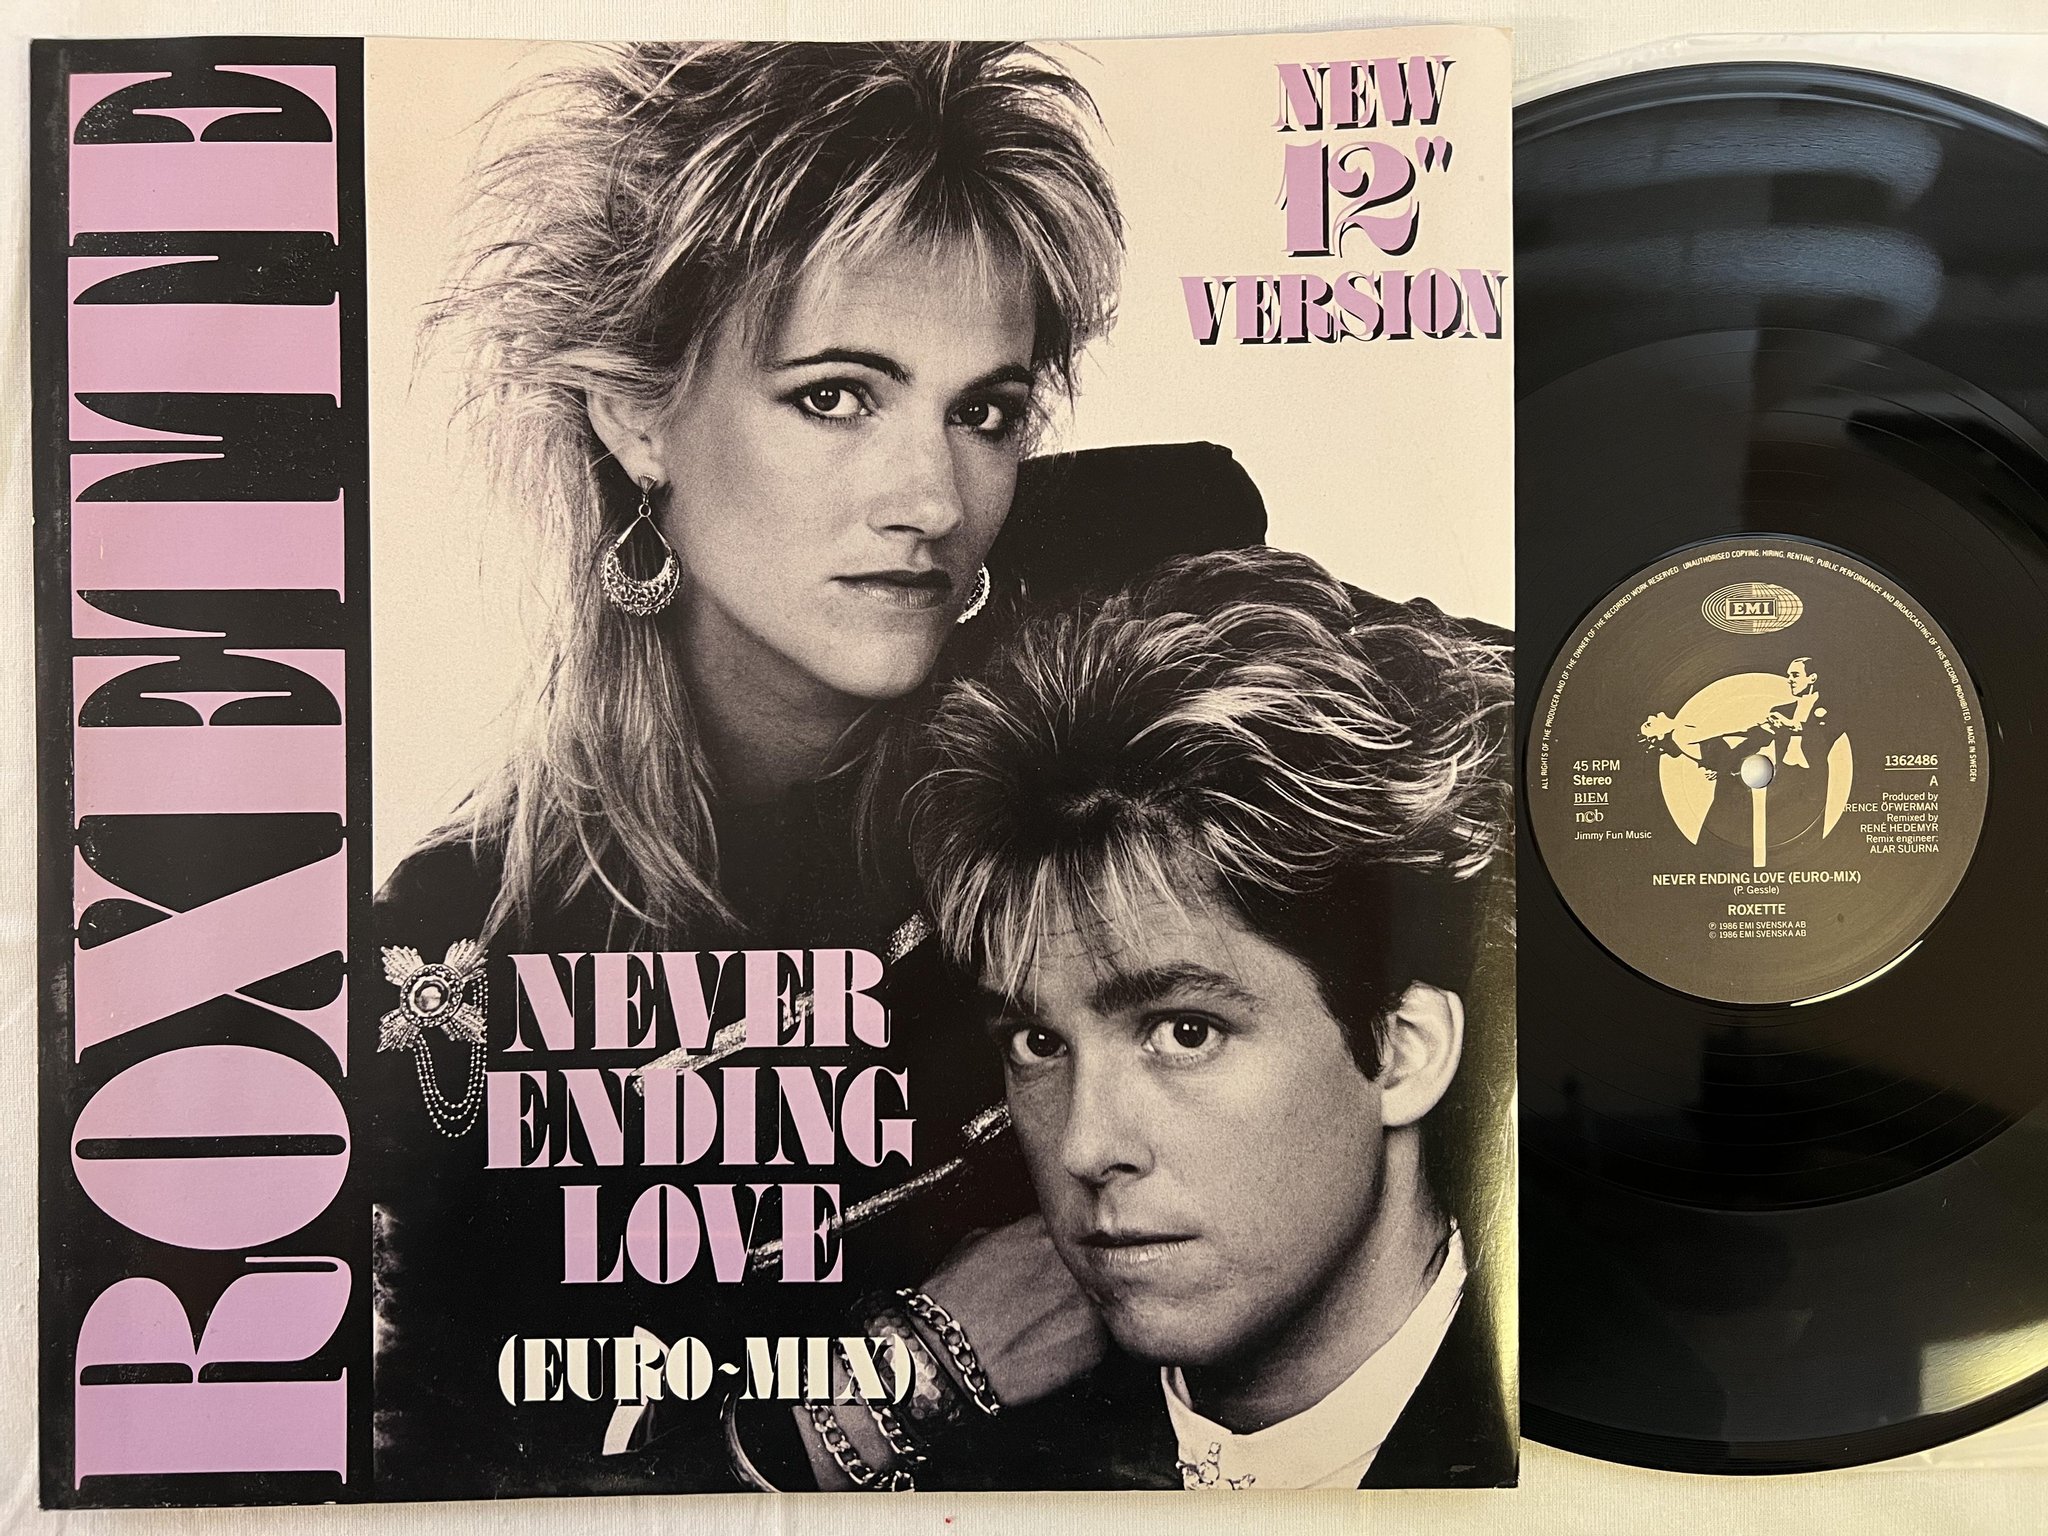 ROXETTE
NEW
12"
VERSION
NEVER
ENDING
LOVE
(EURO-MIX)
ALL RIGHTS OF THE PRODUCER AND OF THE OWNER OF THE RECORDED WORK RESERVED. UNAUTHORISED COPYING, HIRING, RENTING, PUBLIC PERFORMANCE AND BROADCASTING OF THIS RECORD PROHIBITED. MADE IN SWEDEN
EMI
45 RPM
Stereo
BIEM
ncb
Jimmy Fun Music
1362486
A
Produced by
RENCE ÖFWERMAN
Remixed by
RENÉ HEDEMYR
Remix engineer:
ALAR SUURNA
NEVER ENDING LOVE (EURO-MIX)
(P. Gessle)
ROXETTE
℗ 1986 EMI SVENSKA AB
© 1986 EMI SVENSKA AB